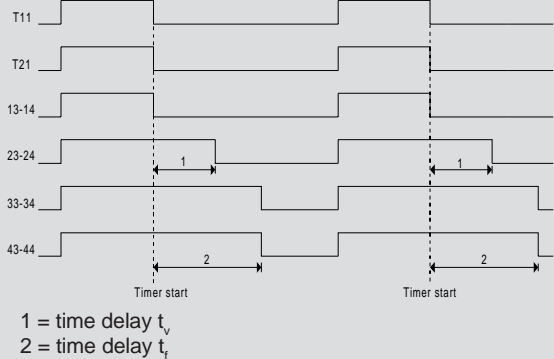 T11
T21
13-14
23-24
1
1
33-34
43-44
2
2
Timer start
Timer start
1 = time delay tv
2 = time delay tf